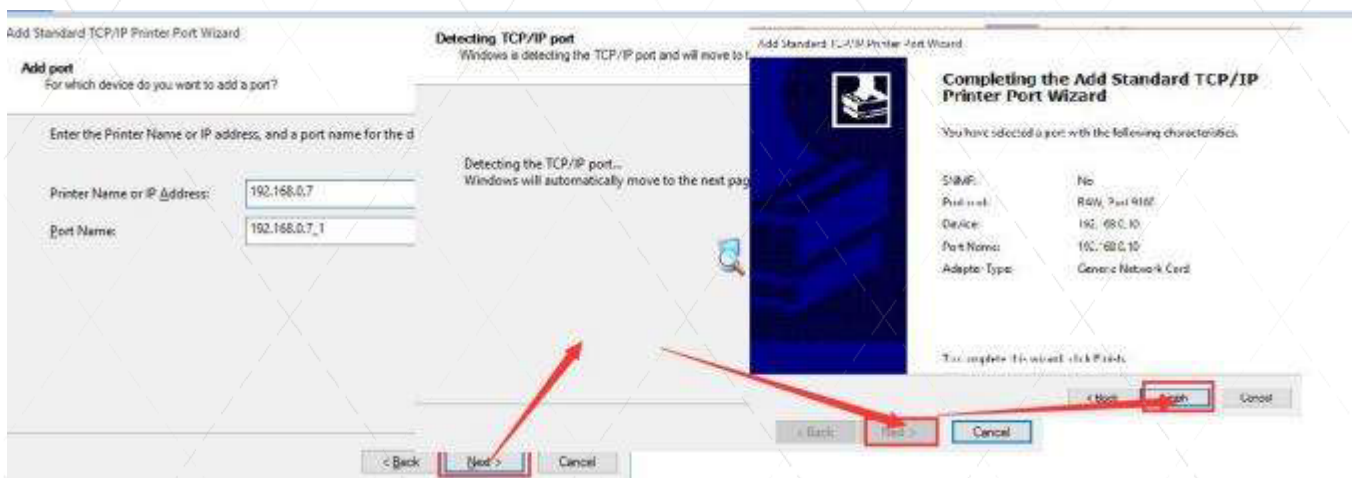 Add Standard TCP/IP Printer Port Wizard
Add port
For which device do you want to add a port?
Enter the Printer Name or IP address, and a port name for the d
Printer Name or IP Address: 192.168.0.7
Port Name: 192.168.0.7_1
< Back Next > Cancel
Detecting TCP/IP port
Windows is detecting the TCP/IP port and will move to t
Detecting the TCP/IP port...
Windows will automatically move to the next pag
< Back Next > Cancel
Add Standard TCP/IP Printer Port Wizard
Completing the Add Standard TCP/IP
Printer Port Wizard
You have selected a port with the following characteristics.
SNMP: No
Protocol: RAW, Port 9100
Device:
Port Name:
Adapter Type: Generic Network Card
To complete this wizard, click Finish.
< Back Finish Cancel